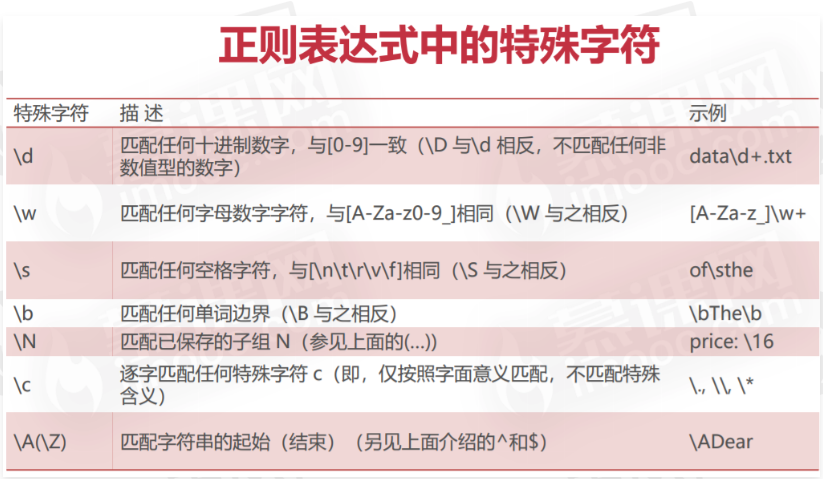 正则表达式中的特殊字符
特殊字符 描 述 示例
\d 匹配任何十进制数字，与[0-9]一致（\D 与\d 相反，不匹配任何非
数值型的数字） data\d+.txt
\w 匹配任何字母数字字符，与[A-Za-z0-9_]相同（\W 与之相反） [A-Za-z_]\w+
\s 匹配任何空格字符，与[\n\t\r\v\f]相同（\S 与之相反） of\sthe
\b 匹配任何单词边界（\B 与之相反） \bThe\b
\N 匹配已保存的子组 N（参见上面的(...)) price: \16
\c 逐字匹配任何特殊字符 c（即，仅按照字面意义匹配，不匹配特殊
含义） \., \\, \*
\A(\Z) 匹配字符串的起始（结束）（另见上面介绍的^和$） \ADear
慕课网
imooc.com